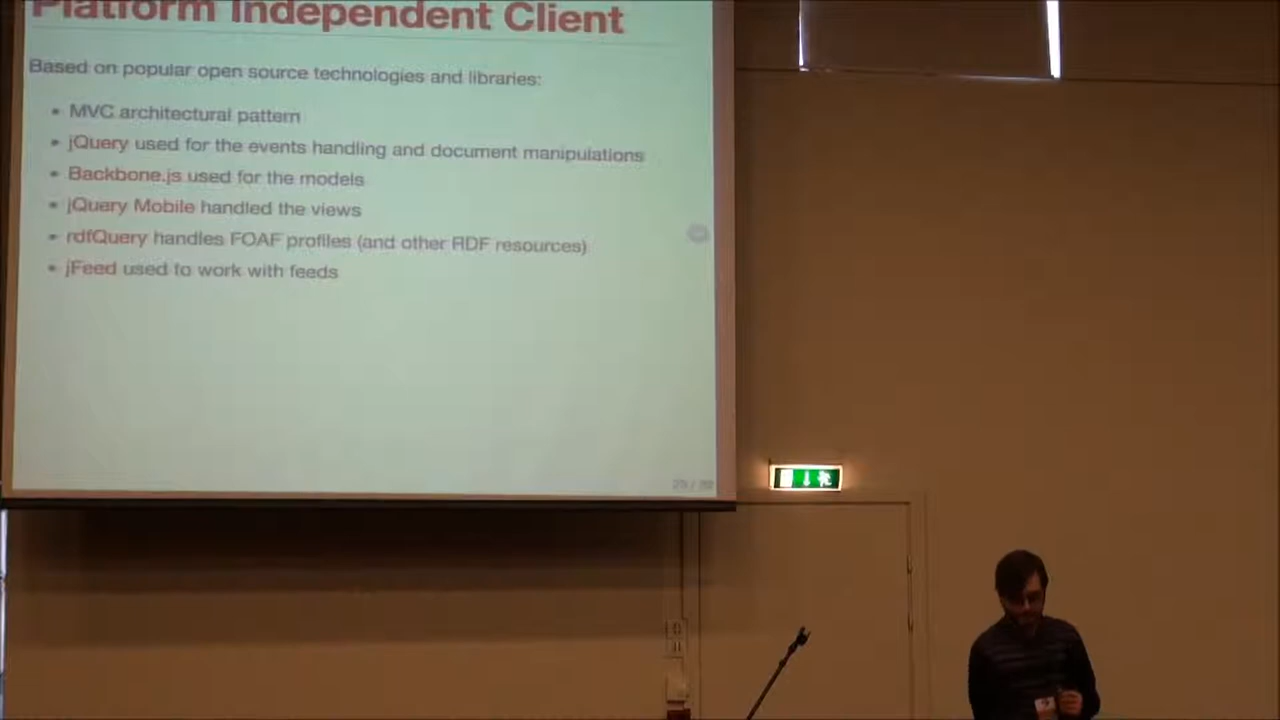 Platform Independent Client
Based on popular open source technologies and libraries:
MVC architectural pattern
jQuery used for the events handling and document manipulations
Backbone.js used for the models
jQuery Mobile handled the views
rdfQuery handles FOAF profiles (and other RDF resources)
jFeed used to work with feeds